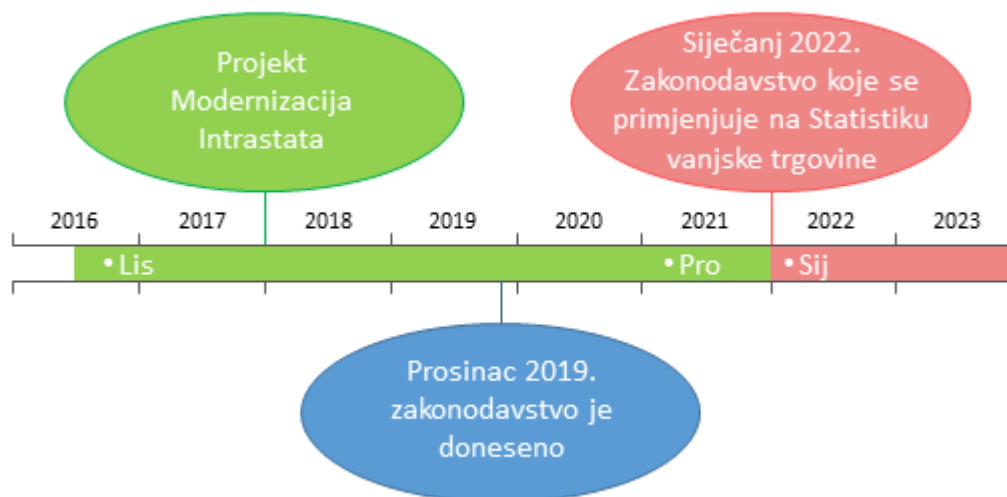 Projekt
Modernizacija
Intrastata
Siječanj 2022.
Zakonodavstvo koje se
primjenjuje na Statistiku
vanjske trgovine
2016 2017 2018 2019 2020 2021 2022 2023
• Lis • Pro • Sij
Prosinac 2019.
zakonodavstvo je
doneseno